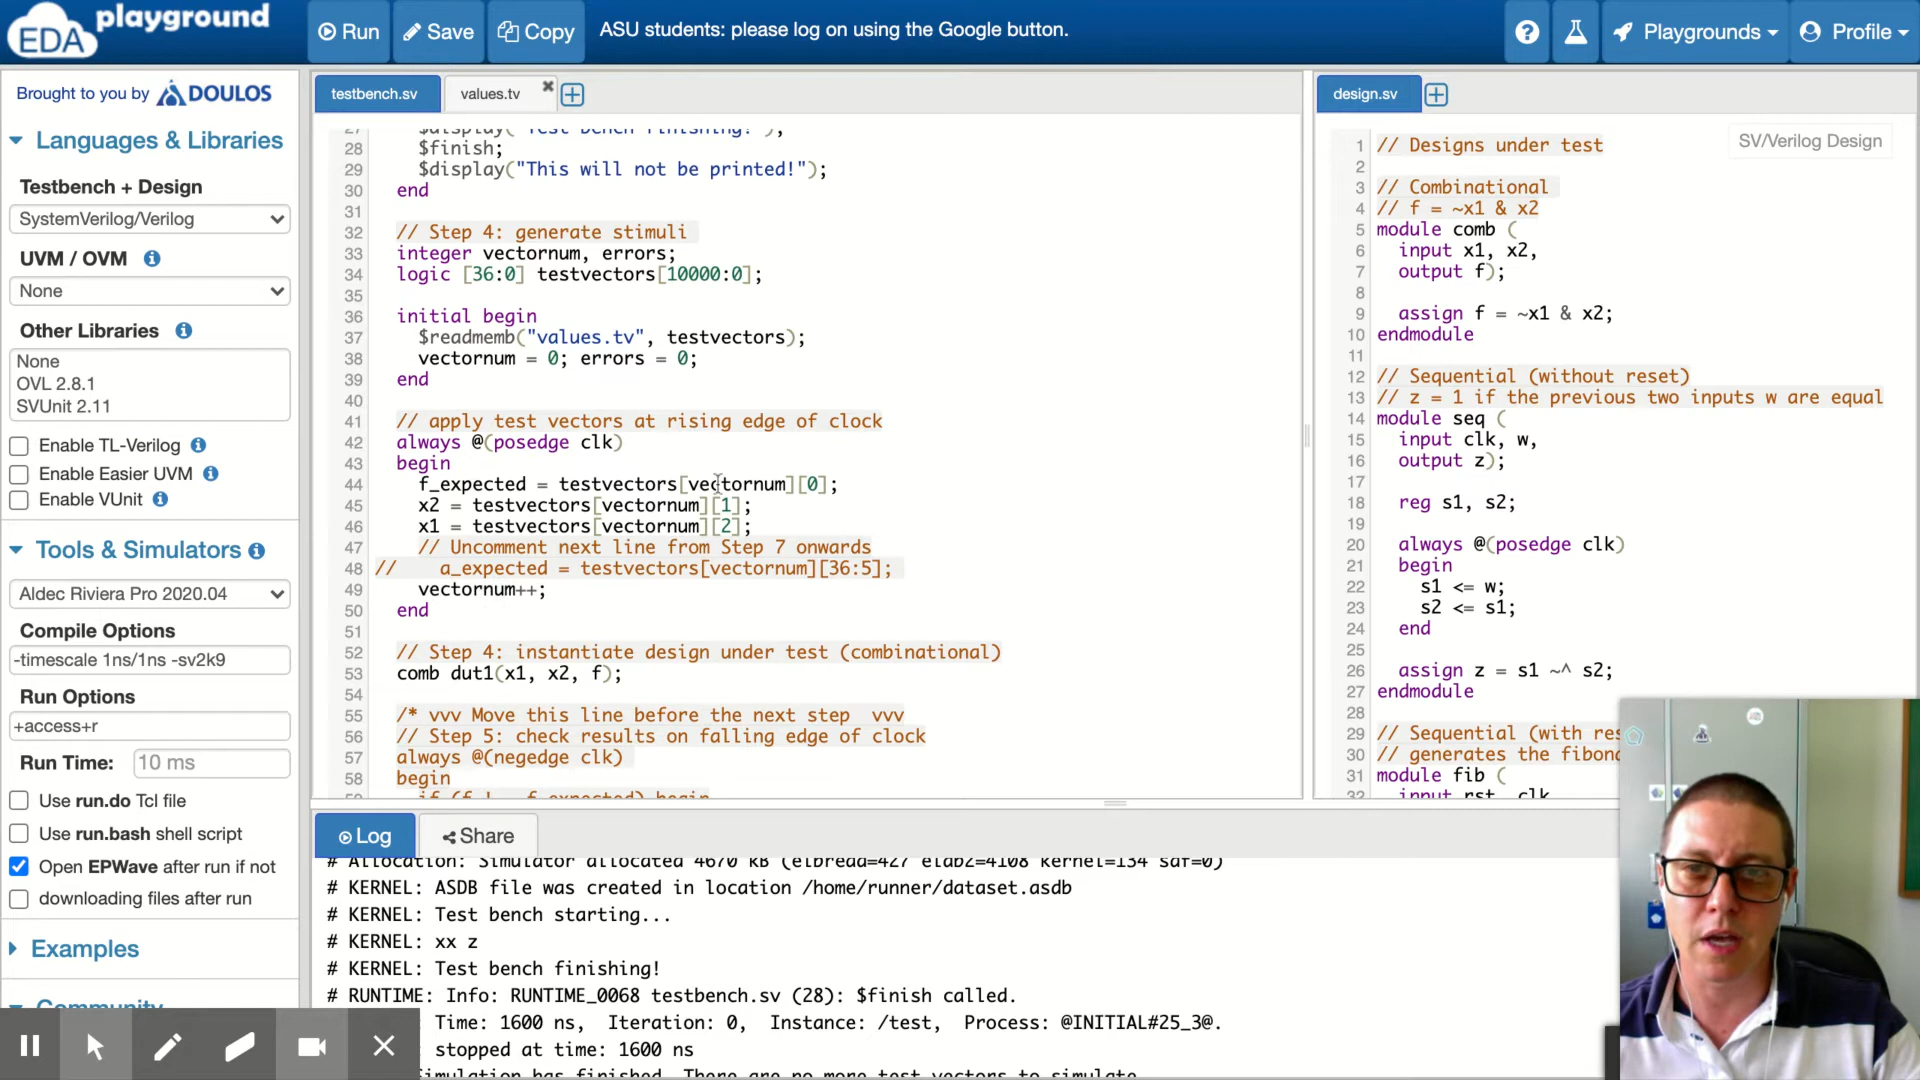 EDA playground
Run
Save
Copy
ASU students: please log on using the Google button.
Playgrounds
Profile
Brought to you by DOULOS
Languages & Libraries
Testbench + Design
SystemVerilog/Verilog
UVM / OVM
None
Other Libraries
None
OVL 2.8.1
SVUnit 2.11
Enable TL-Verilog
Enable Easier UVM
Enable VUnit
Tools & Simulators
Aldec Riviera Pro 2020.04
Compile Options
-timescale 1ns/1ns -sv2k9
Run Options
+access+r
Run Time: 10 ms
Use run.do Tcl file
Use run.bash shell script
Open EPWave after run if not
downloading files after run
Examples
Community
testbench.sv
values.tv
27 $display("Test bench finishing!");
28 $finish;
29 $display("This will not be printed!");
30 end
31
32 // Step 4: generate stimuli
33 integer vectornum, errors;
34 logic [36:0] testvectors[10000:0];
35
36 initial begin
37 $readmemb("values.tv", testvectors);
38 vectornum = 0; errors = 0;
39 end
40
41 // apply test vectors at rising edge of clock
42 always @(posedge clk)
43 begin
44 f_expected = testvectors[vectornum][0];
45 x2 = testvectors[vectornum][1];
46 x1 = testvectors[vectornum][2];
47 // Uncomment next line from Step 7 onwards
48 // a_expected = testvectors[vectornum][36:5];
49 vectornum++;
50 end
51
52 // Step 4: instantiate design under test (combinational)
53 comb dut1(x1, x2, f);
54
55 /* vvv Move this line before the next step vvv
56 // Step 5: check results on falling edge of clock
57 always @(negedge clk)
58 begin
design.sv
SV/Verilog Design
1 // Designs under test
2
3 // Combinational
4 // f = ~x1 & x2
5 module comb (
6 input x1, x2,
7 output f);
8
9 assign f = ~x1 & x2;
10 endmodule
11
12 // Sequential (without reset)
13 // z = 1 if the previous two inputs w are equal
14 module seq (
15 input clk, w,
16 output z);
17
18 reg s1, s2;
19
20 always @(posedge clk)
21 begin
22 s1 <= w;
23 s2 <= s1;
24 end
25
26 assign z = s1 ~^ s2;
27 endmodule
28
29 // Sequential (with res
30 // generates the fibon
31 module fib (
32 input rst, clk
Log
Share
# Allocation: Simulator allocated 4670 kB (elbread=427 elab2=4108 kernel=134 sdf=0)
# KERNEL: ASDB file was created in location /home/runner/dataset.asdb
# KERNEL: Test bench starting...
# KERNEL: xx z
# KERNEL: Test bench finishing!
# RUNTIME: Info: RUNTIME_0068 testbench.sv (28): $finish called.
Time: 1600 ns, Iteration: 0, Instance: /test, Process: @INITIAL#25_3@.
stopped at time: 1600 ns
imulation has finished. There are no more test vectors to simulate